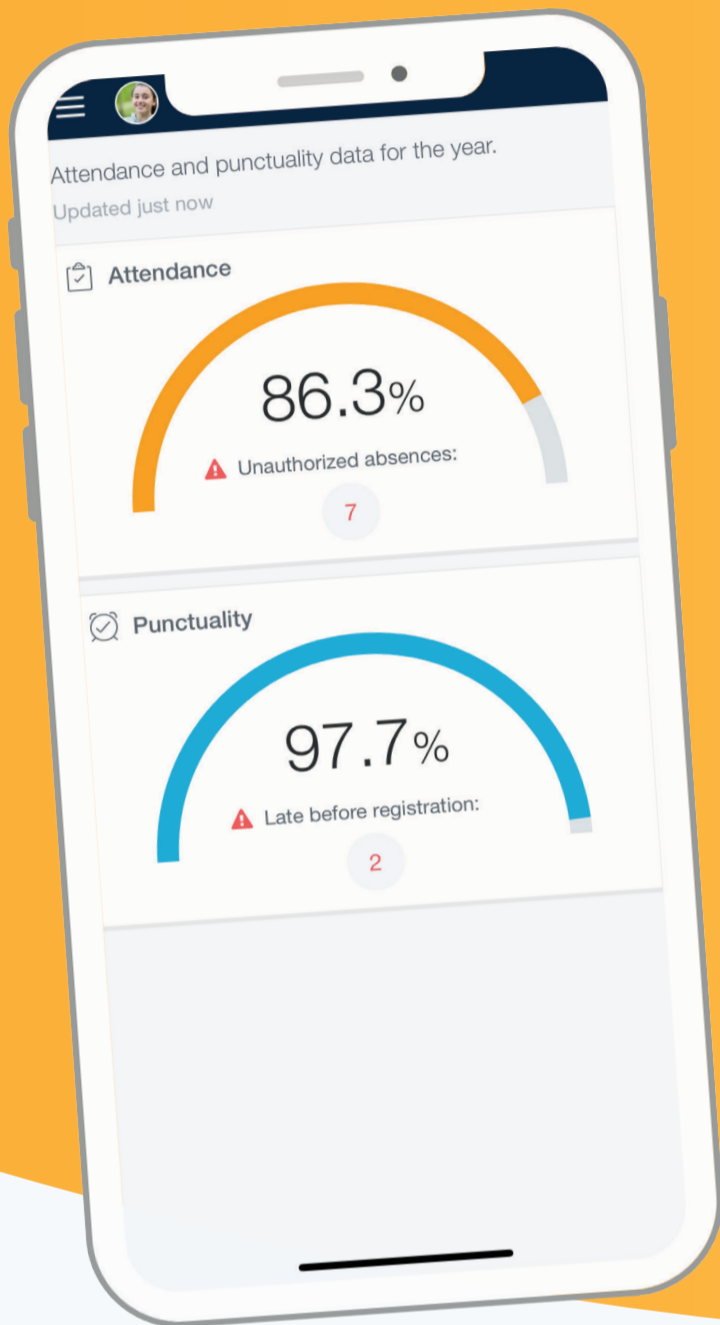 Attendance and punctuality data for the year.
Updated just now
Attendance
86.3%
Unauthorized absences:
7
Punctuality
97.7%
Late before registration:
2